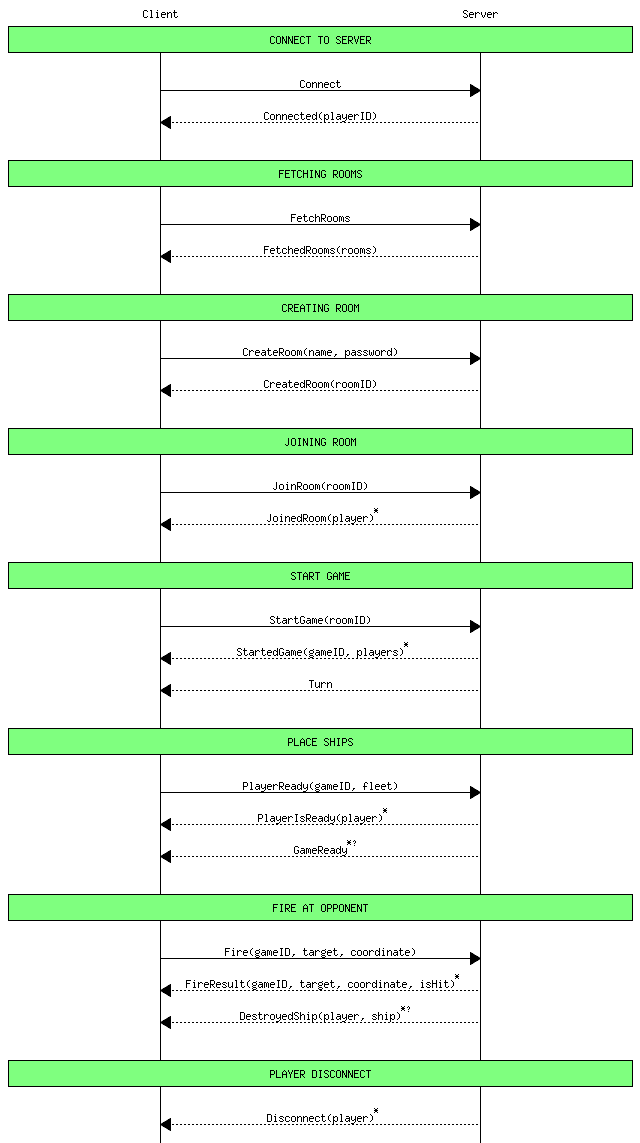 Client Server
CONNECT TO SERVER
Connect
Connected(playerID)
FETCHING ROOMS
FetchRooms
FetchedRooms(rooms)
CREATING ROOM
CreateRoom(name, password)
CreatedRoom(roomID)
JOINING ROOM
JoinRoom(roomID)
JoinedRoom(player)*
START GAME
StartGame(roomID)
StartedGame(gameID, players)*
Turn
PLACE SHIPS
PlayerReady(gameID, fleet)
PlayerIsReady(player)*
GameReady*?
FIRE AT OPPONENT
Fire(gameID, target, coordinate)
FireResult(gameID, target, coordinate, isHit)*
DestroyedShip(player, ship)*?
PLAYER DISCONNECT
Disconnect(player)*